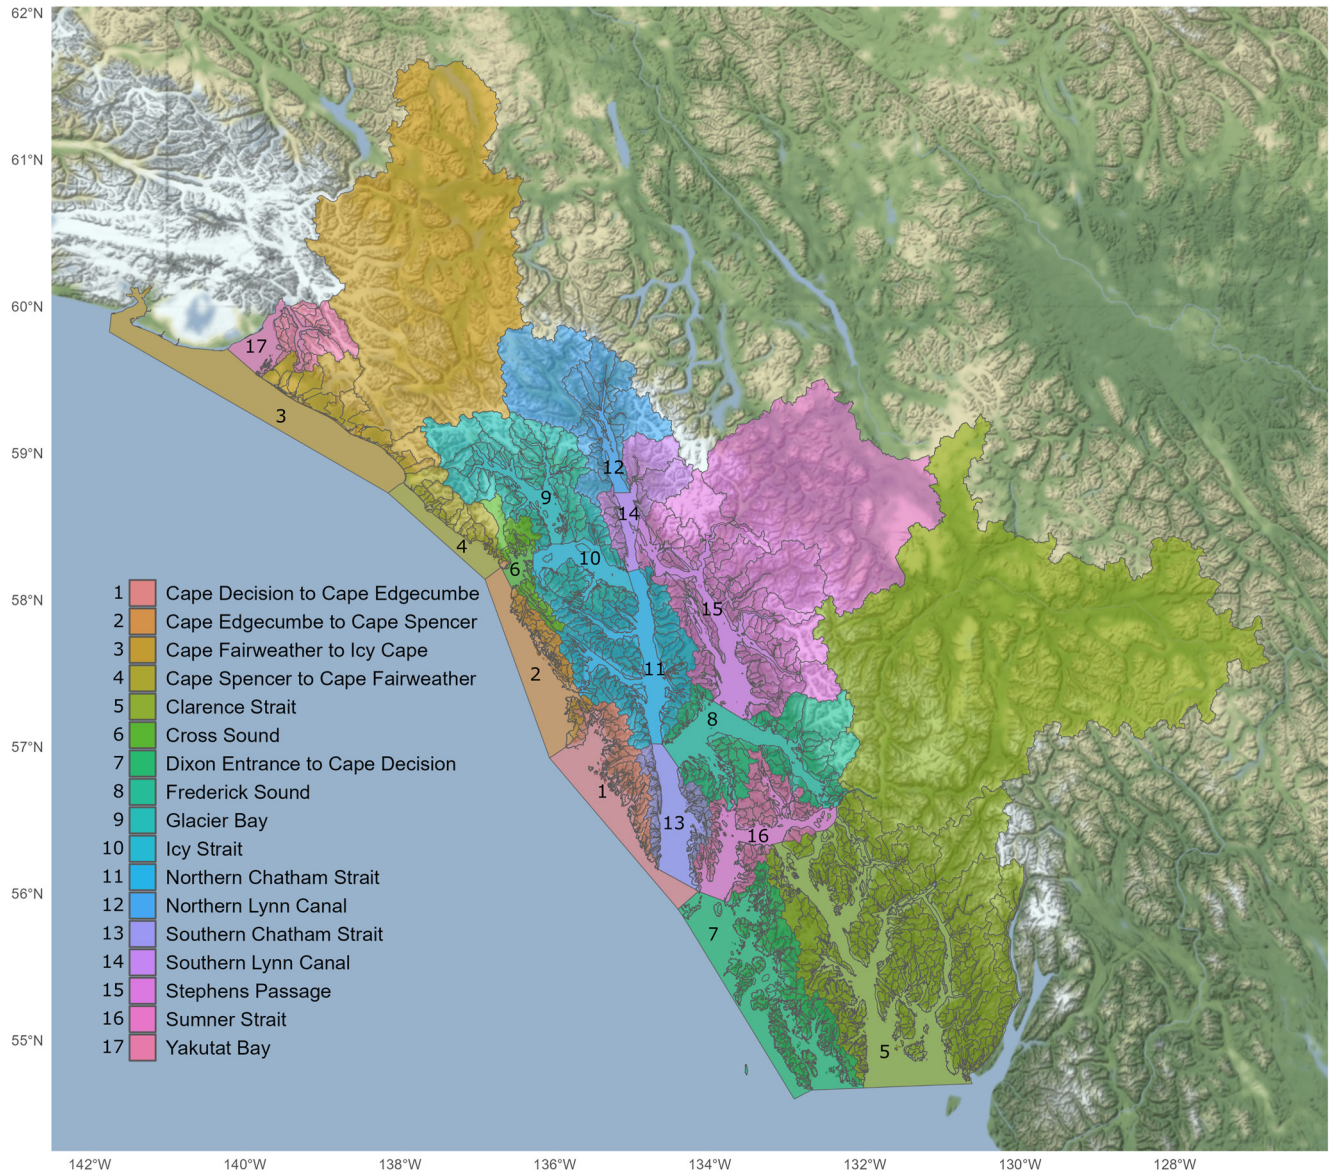 62°N
61°N
60°N
59°N
58°N
57°N
56°N
55°N
17
3
12
9
14
4
10
6
15
2
11
8
1
13
16
7
5
1 Cape Decision to Cape Edgecumbe
2 Cape Edgecumbe to Cape Spencer
3 Cape Fairweather to Icy Cape
4 Cape Spencer to Cape Fairweather
5 Clarence Strait
6 Cross Sound
7 Dixon Entrance to Cape Decision
8 Frederick Sound
9 Glacier Bay
10 Icy Strait
11 Northern Chatham Strait
12 Northern Lynn Canal
13 Southern Chatham Strait
14 Southern Lynn Canal
15 Stephens Passage
16 Sumner Strait
17 Yakutat Bay
142°W 140°W 138°W 136°W 134°W 132°W 130°W 128°W